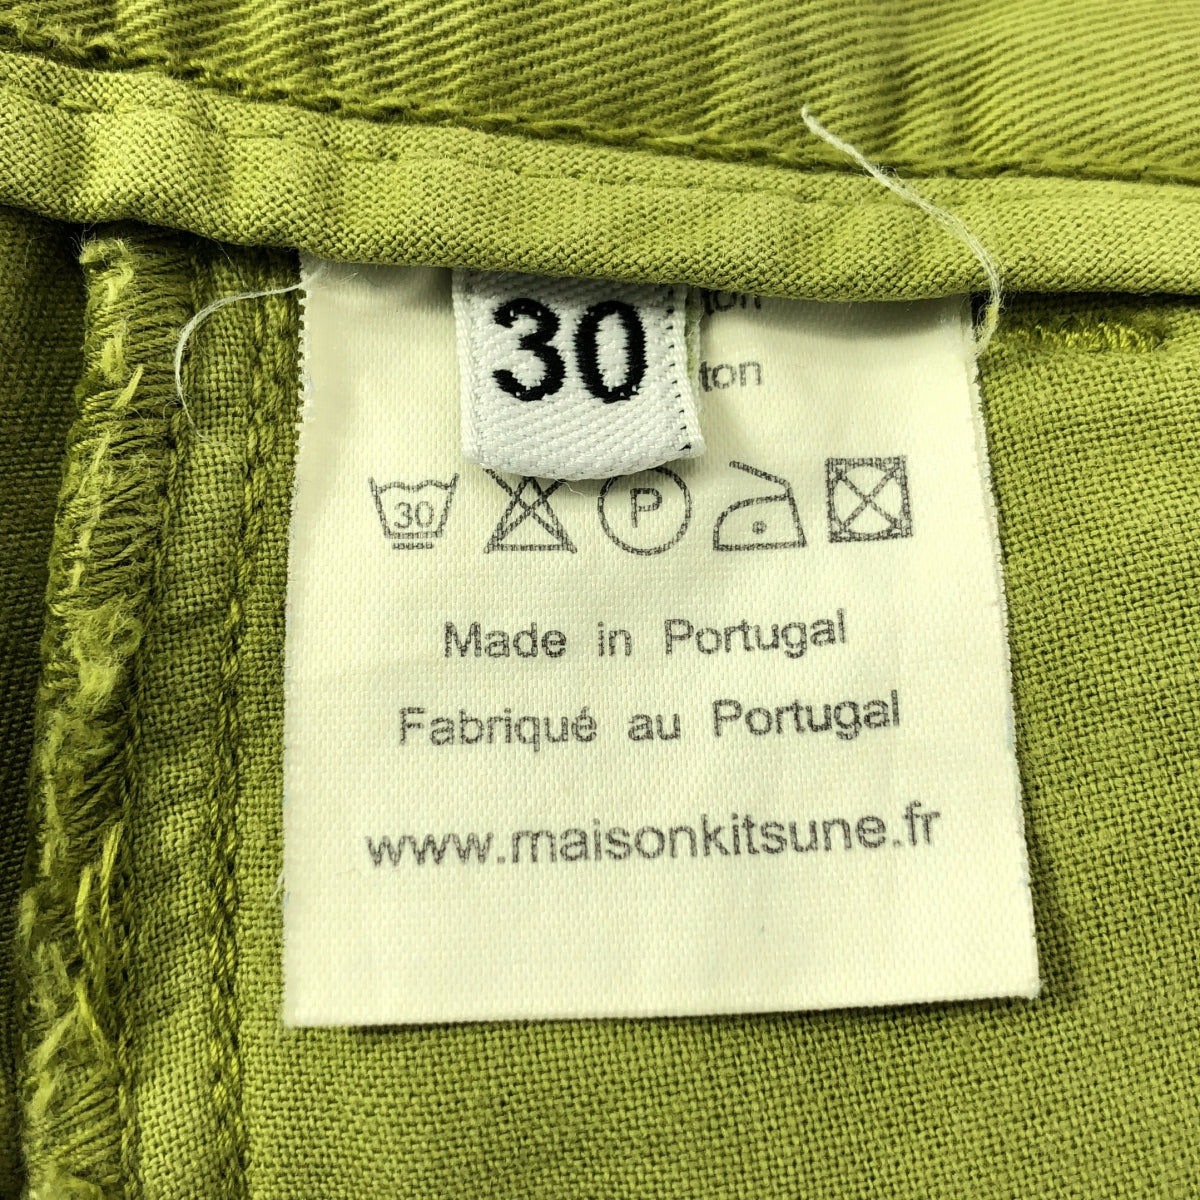 30
30
P
Made in Portugal
Fabriqué au Portugal
www.maisonkitsune.fr